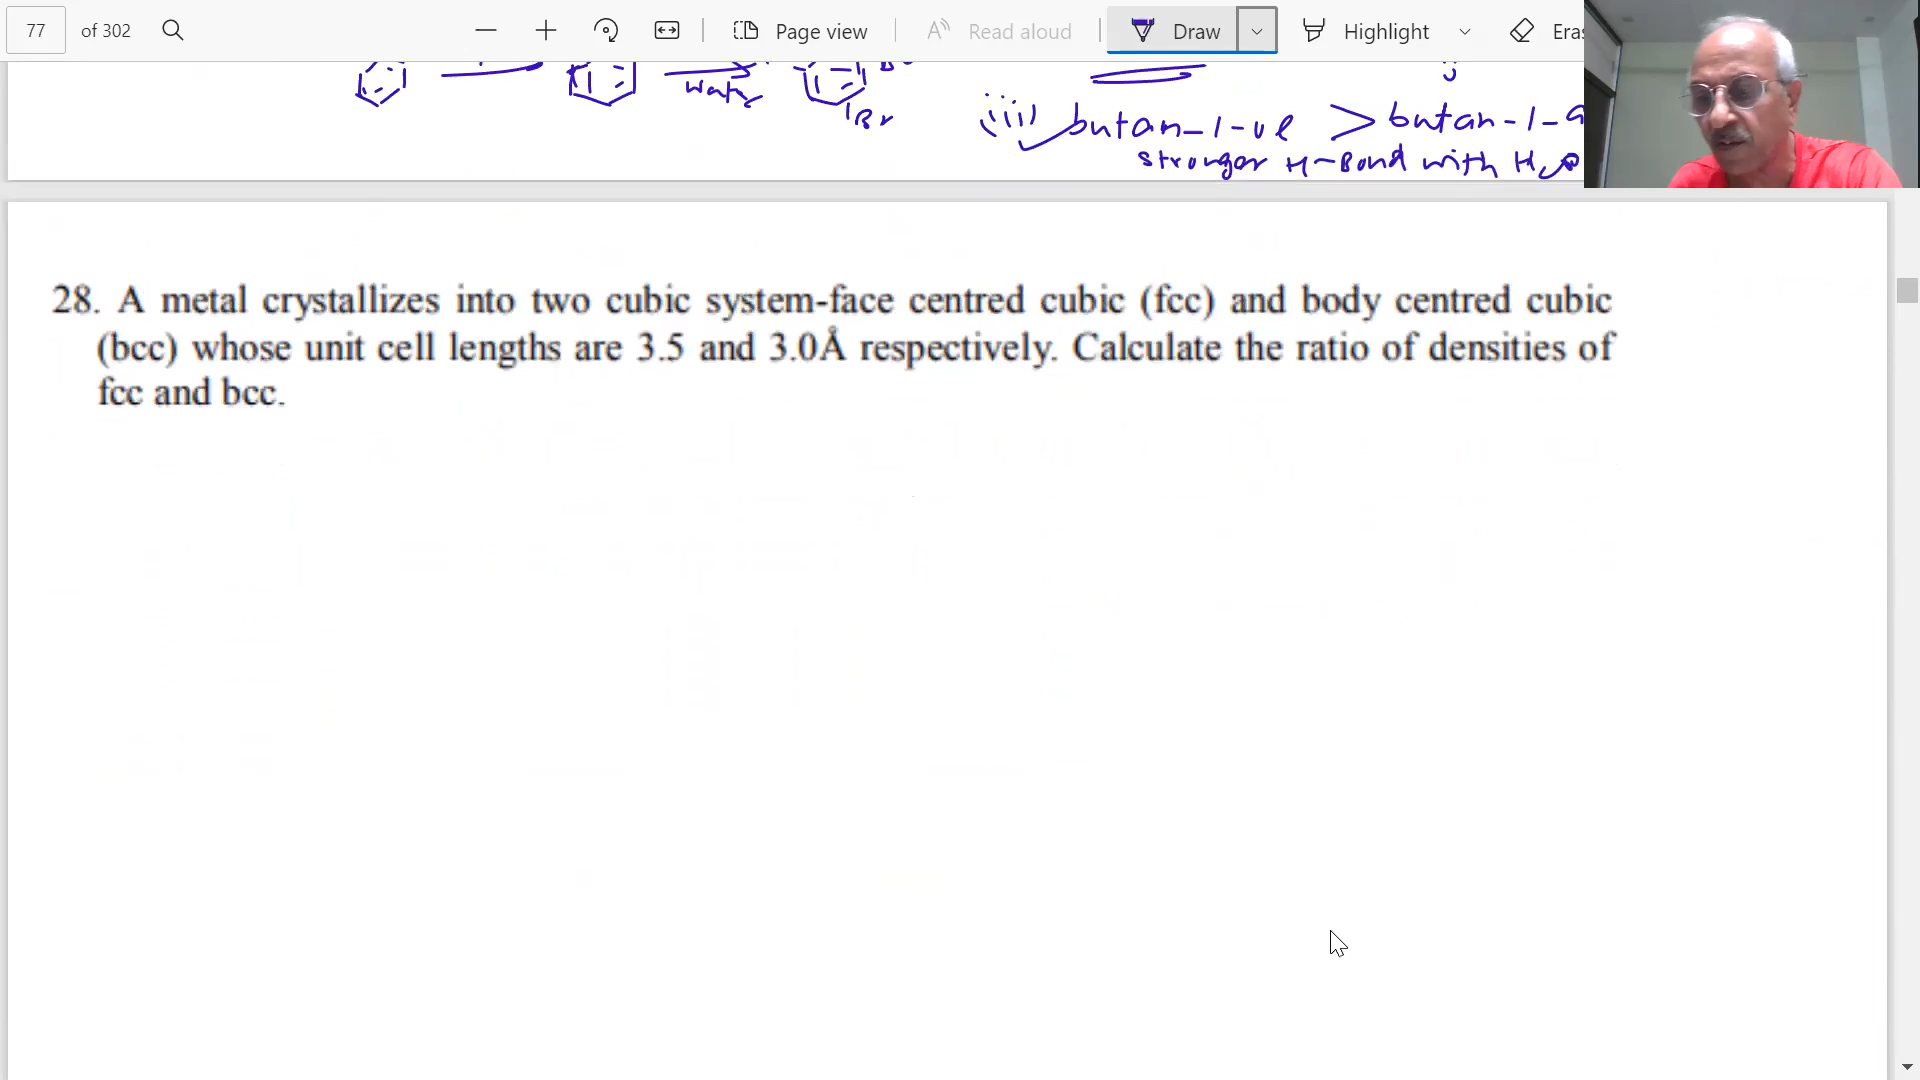 77 of 302 Page view Read aloud Draw Highlight
Water
Br
(iii) butan-1-ol > butan-1-a
stronger H-Bond with H₂O
28. A metal crystallizes into two cubic system-face centred cubic (fcc) and body centred cubic
(bcc) whose unit cell lengths are 3.5 and 3.0Å respectively. Calculate the ratio of densities of
fcc and bcc.